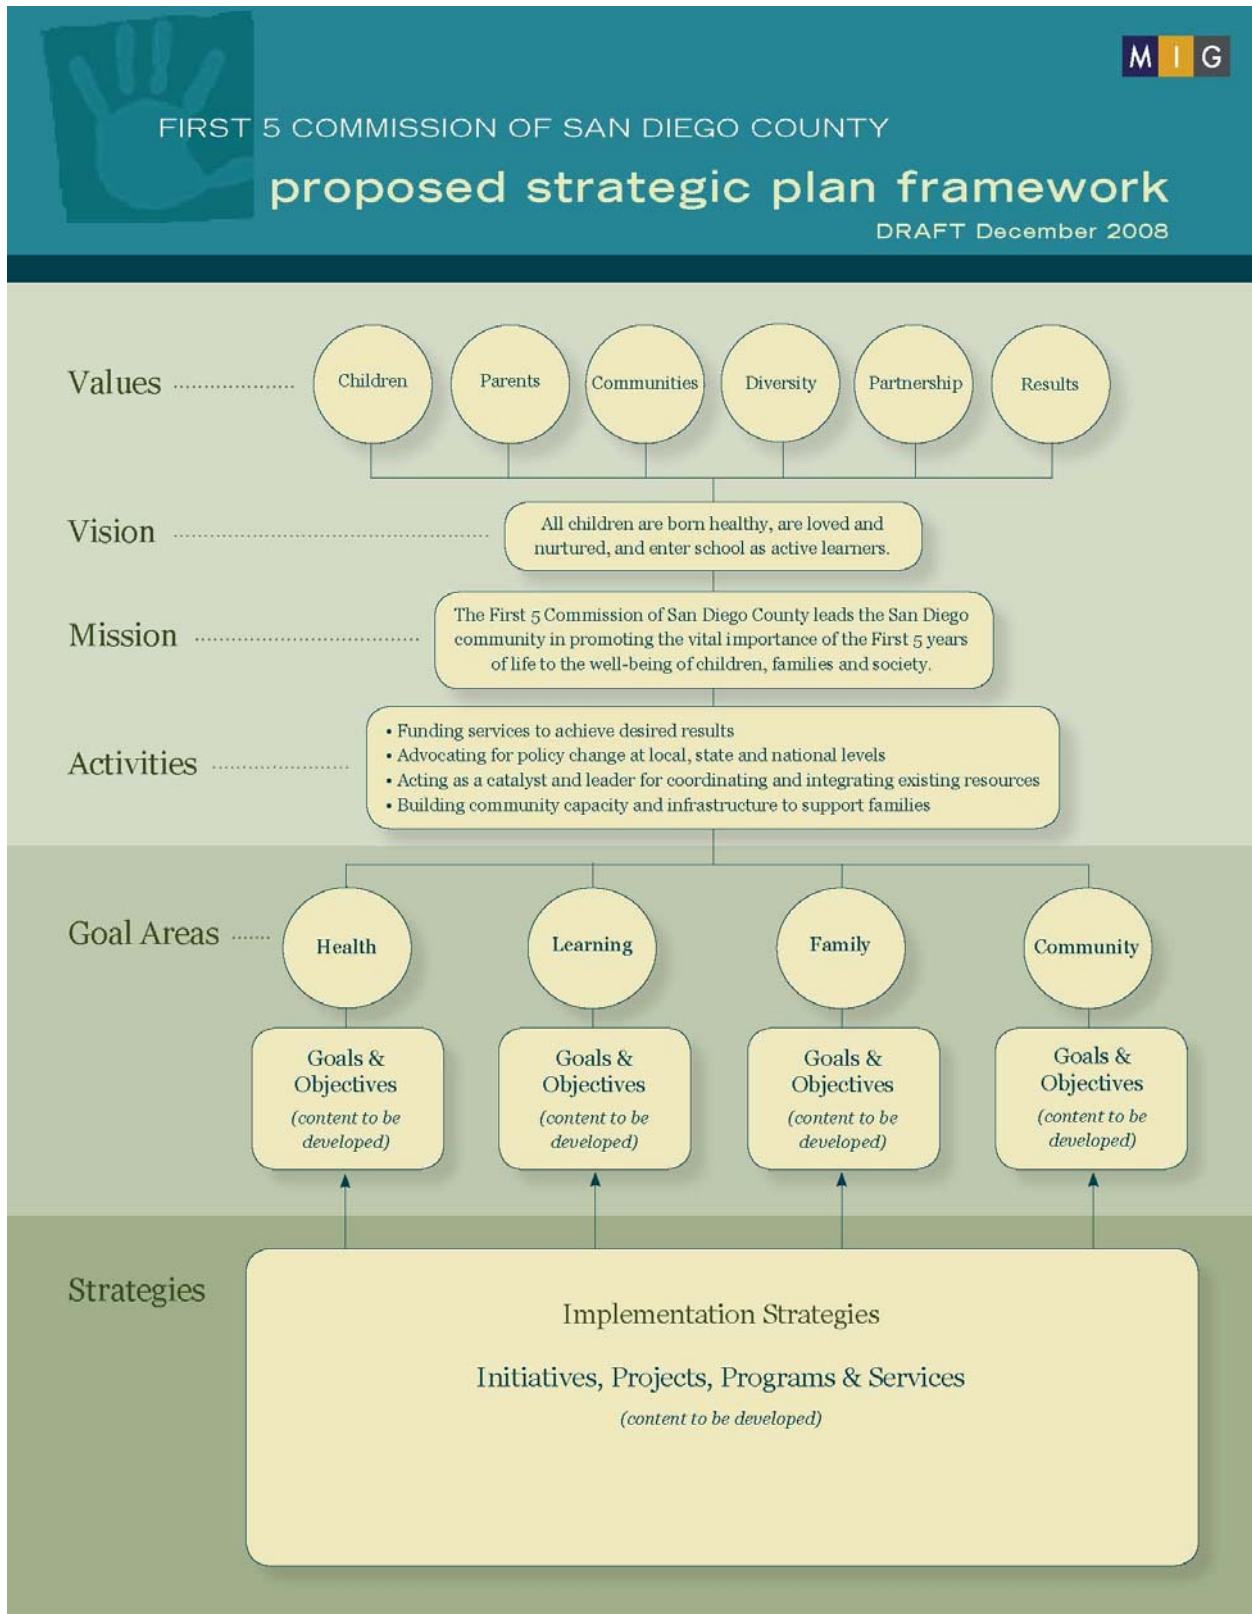 M I G
FIRST 5 COMMISSION OF SAN DIEGO COUNTY
proposed strategic plan framework
DRAFT December 2008
Values
Children
Parents
Communities
Diversity
Partnership
Results
Vision
All children are born healthy, are loved and
nurtured, and enter school as active learners.
Mission
The First 5 Commission of San Diego County leads the San Diego
community in promoting the vital importance of the First 5 years
of life to the well-being of children, families and society.
Activities
• Funding services to achieve desired results
• Advocating for policy change at local, state and national levels
• Acting as a catalyst and leader for coordinating and integrating existing resources
• Building community capacity and infrastructure to support families
Goal Areas
Health
Learning
Family
Community
Goals &
Objectives
(content to be
developed)
Goals &
Objectives
(content to be
developed)
Goals &
Objectives
(content to be
developed)
Goals &
Objectives
(content to be
developed)
Strategies
Implementation Strategies
Initiatives, Projects, Programs & Services
(content to be developed)